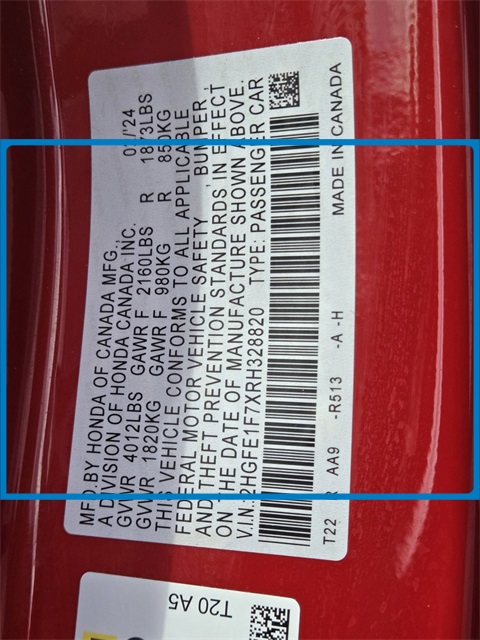 MFD.BY HONDA OF CANADA MFG.,
A DIVISION OF HONDA CANADA INC.
GVWR 4012LBS GAWR F 2160LBS R 1873LBS
GVWR 1820KG GAWR F 980KG R 850KG
THIS VEHICLE CONFORMS TO ALL APPLICABLE
FEDERAL MOTOR VEHICLE SAFETY BUMPER,
AND THEFT PREVENTION STANDARDS IN EFFECT
ON THE DATE OF MANUFACTURE SHOWN ABOVE.
V.I.N.:2HGFE1F7XRH328820 TYPE: PASSENGER CAR
T22 AA9 -R513 -A -H MADE IN CANADA
T20 A5